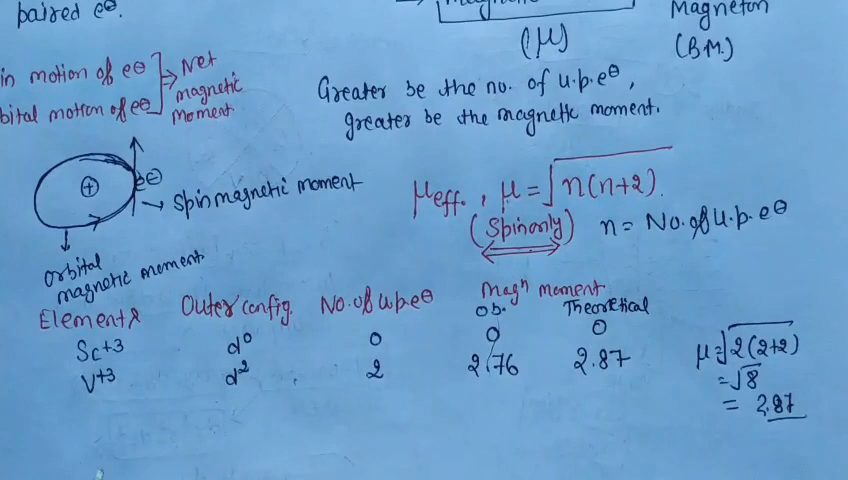 paired e⊖.
Magneton
(μ)
(B.M.)
in motion of e⊖
bital motion of e⊖
Net
magnetic
moment.
Greater be the no. of u.p.e⊖,
greater be the magnetic moment.
⊕ e⊖
→ spin magnetic moment
μeff. , μ = √n(n+2).
(spin only) n = No. of u.p.e⊖
orbital
magnetic moment
Elements Outer config. No. of u.p.e⊖ Magⁿ moment
Ob. Theoretical
Sc+3 d⁰ 0 0 0
V+3 d² 2 2.76 2.87
μ = √2(2+2)
= √8
= 2.87